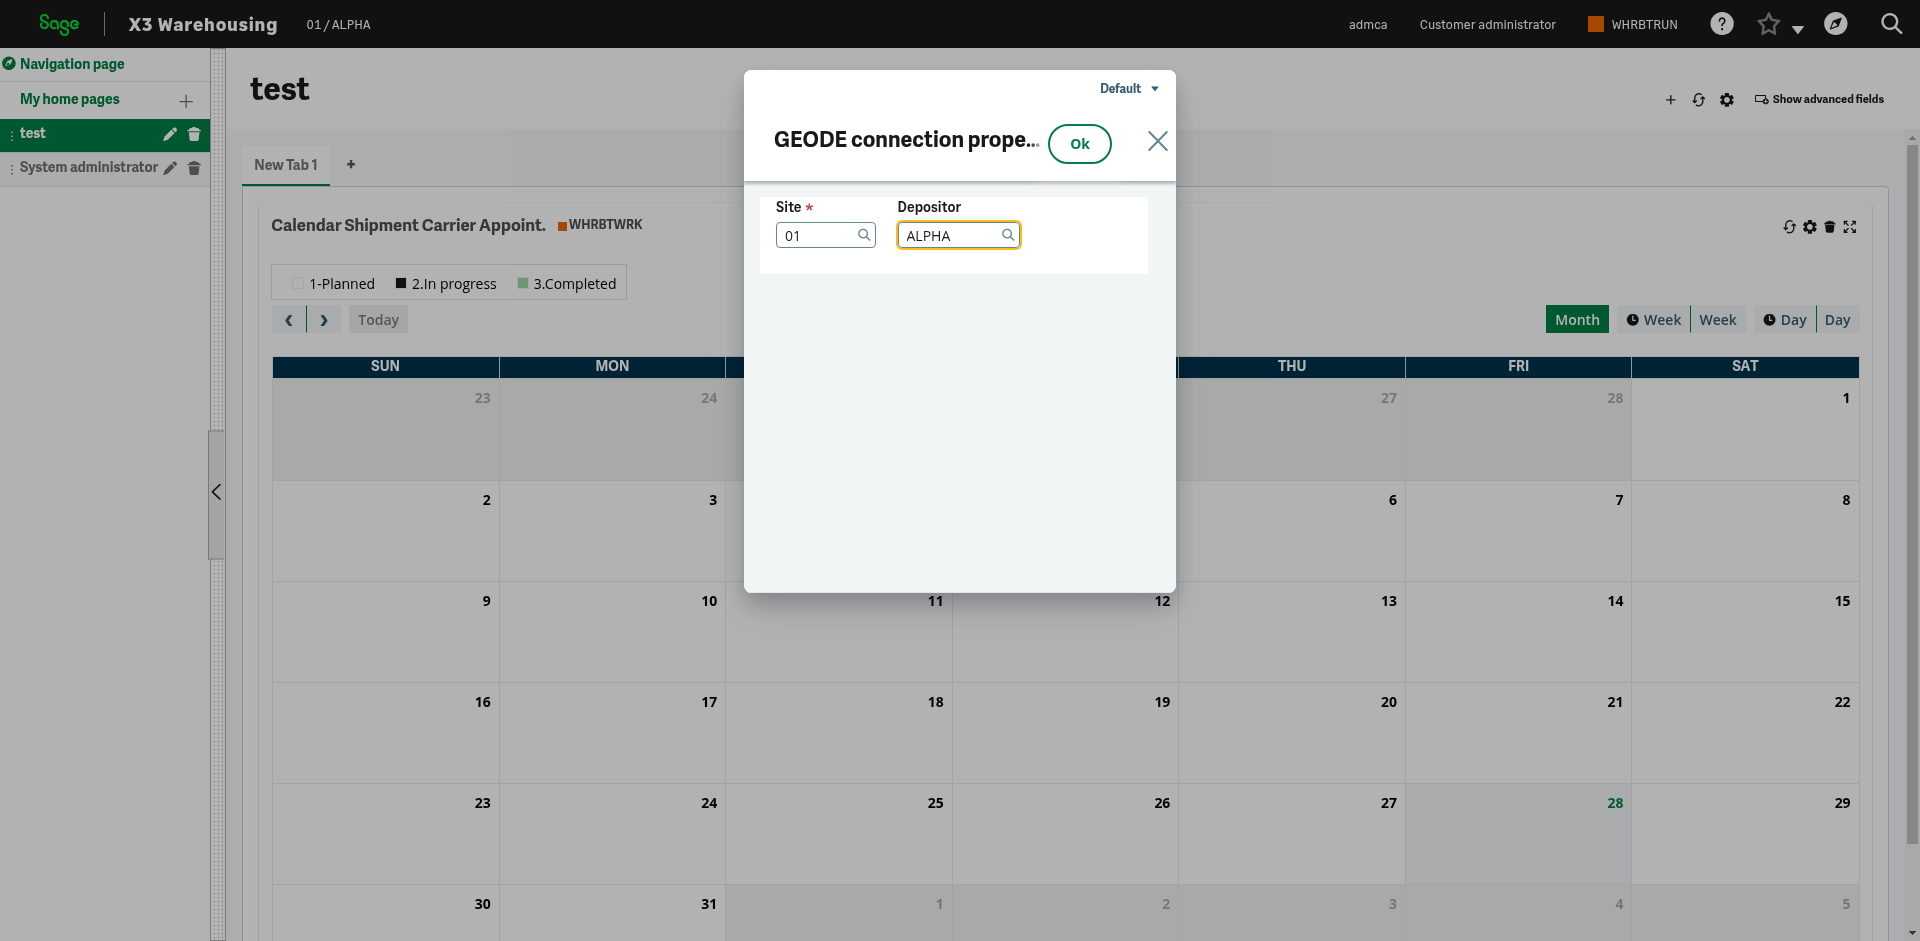 Sage X3 Warehousing 01/ALPHA admca Customer administrator WHRBTRUN
Navigation page
My home pages
test
System administrator
test
Show advanced fields
New Tab 1 +
Default
GEODE connection prope...
Ok
Site *
Depositor
01
ALPHA
Calendar Shipment Carrier Appoint. WHRBTWRK
1-Planned 2.In progress 3.Completed
Today
Month Week Week Day Day
SUN MON THU FRI SAT
23 24 27 28 1
2 3 6 7 8
9 10 11 12 13 14 15
16 17 18 19 20 21 22
23 24 25 26 27 28 29
30 31 1 2 3 4 5